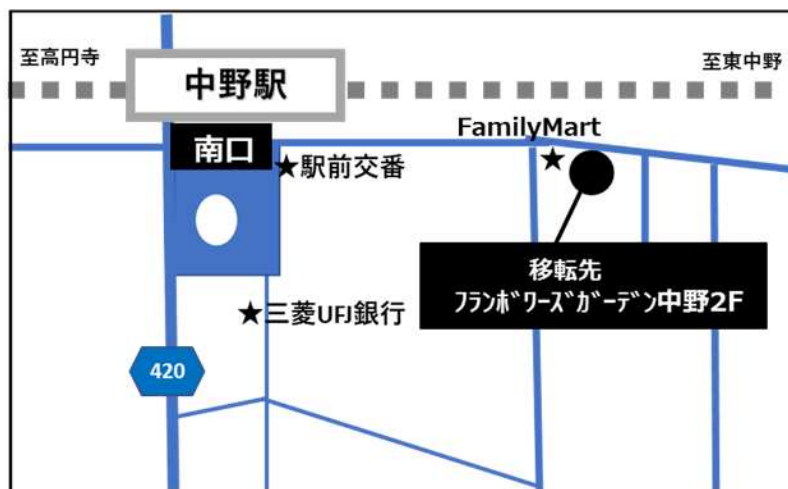 至高円寺
至東中野
中野駅
FamilyMart
南口
★駅前交番
★
移転先
フランボワーズガーデン中野2F
★三菱UFJ銀行
420